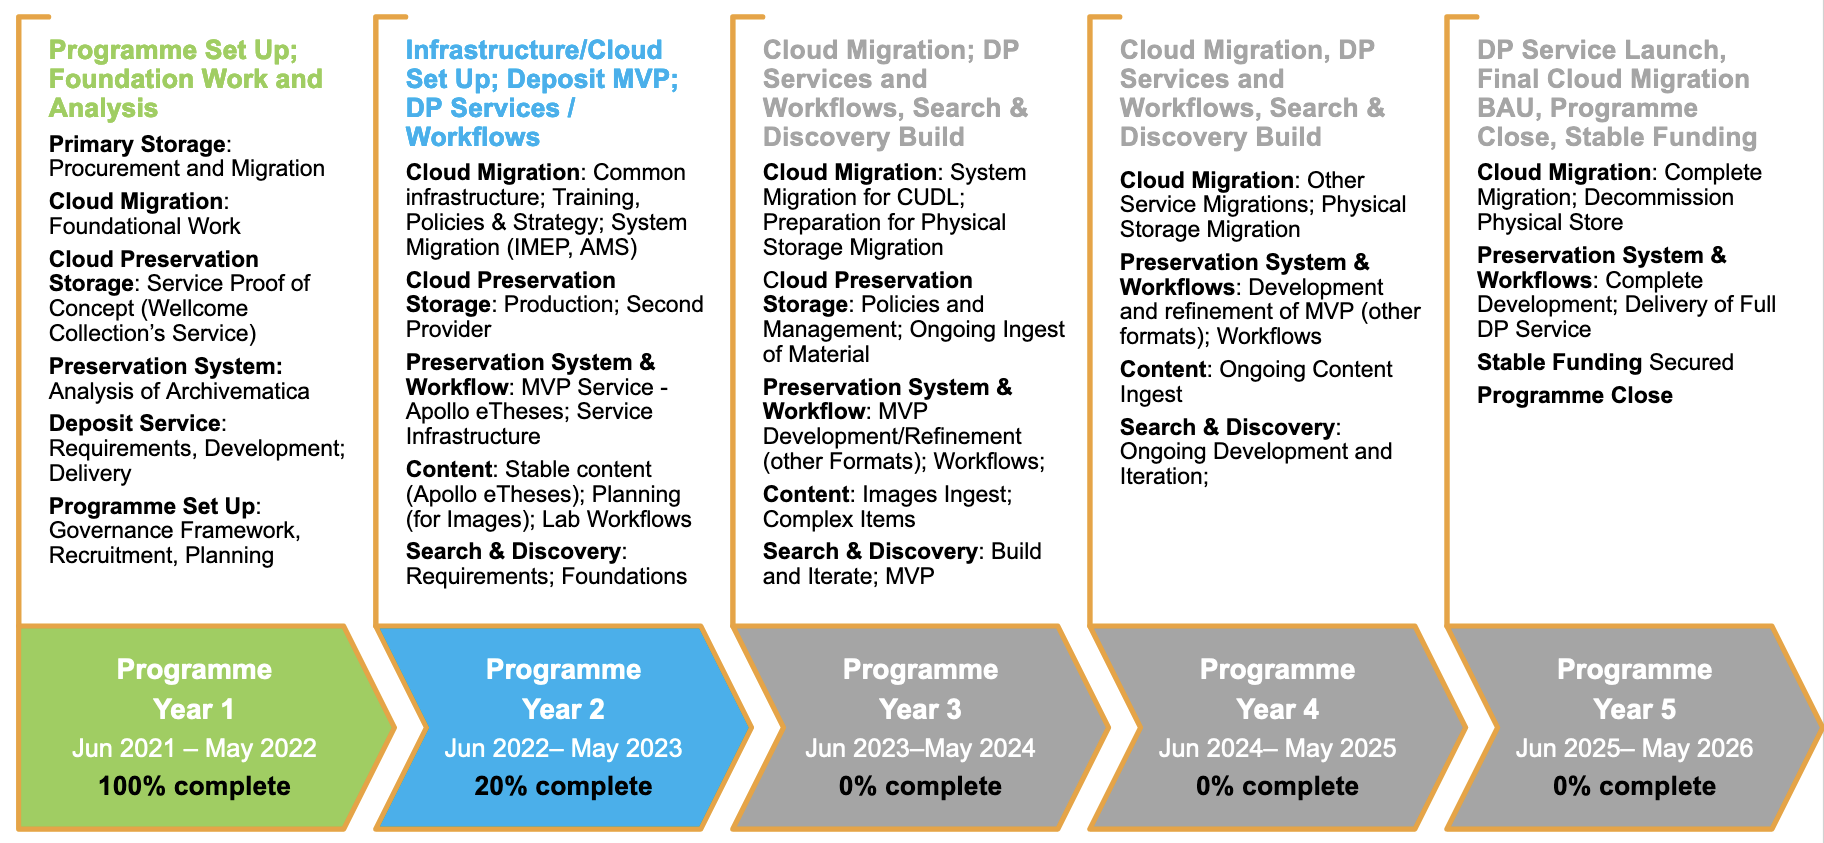 Programme Set Up;
Foundation Work and
Analysis
Primary Storage:
Procurement and Migration
Cloud Migration:
Foundational Work
Cloud Preservation
Storage: Service Proof of
Concept (Wellcome
Collection’s Service)
Preservation System:
Analysis of Archivematica
Deposit Service:
Requirements, Development;
Delivery
Programme Set Up:
Governance Framework,
Recruitment, Planning
Programme
Year 1
Jun 2021 – May 2022
100% complete
Infrastructure/Cloud
Set Up; Deposit MVP;
DP Services /
Workflows
Cloud Migration: Common
infrastructure; Training,
Policies & Strategy; System
Migration (IMEP, AMS)
Cloud Preservation
Storage: Production; Second
Provider
Preservation System &
Workflow: MVP Service -
Apollo eTheses; Service
Infrastructure
Content: Stable content
(Apollo eTheses); Planning
(for Images); Lab Workflows
Search & Discovery:
Requirements; Foundations
Programme
Year 2
Jun 2022– May 2023
20% complete
Cloud Migration; DP
Services and
Workflows, Search &
Discovery Build
Cloud Migration: System
Migration for CUDL;
Preparation for Physical
Storage Migration
Cloud Preservation
Storage: Policies and
Management; Ongoing Ingest
of Material
Preservation System &
Workflow: MVP
Development/Refinement
(other Formats); Workflows;
Content: Images Ingest;
Complex Items
Search & Discovery: Build
and Iterate; MVP
Programme
Year 3
Jun 2023–May 2024
0% complete
Cloud Migration, DP
Services and
Workflows, Search &
Discovery Build
Cloud Migration: Other
Service Migrations; Physical
Storage Migration
Preservation System &
Workflows: Development
and refinement of MVP (other
formats); Workflows
Content: Ongoing Content
Ingest
Search & Discovery:
Ongoing Development and
Iteration;
Programme
Year 4
Jun 2024– May 2025
0% complete
DP Service Launch,
Final Cloud Migration
BAU, Programme
Close, Stable Funding
Cloud Migration: Complete
Migration; Decommission
Physical Store
Preservation System &
Workflows: Complete
Development; Delivery of Full
DP Service
Stable Funding Secured
Programme Close
Programme
Year 5
Jun 2025– May 2026
0% complete